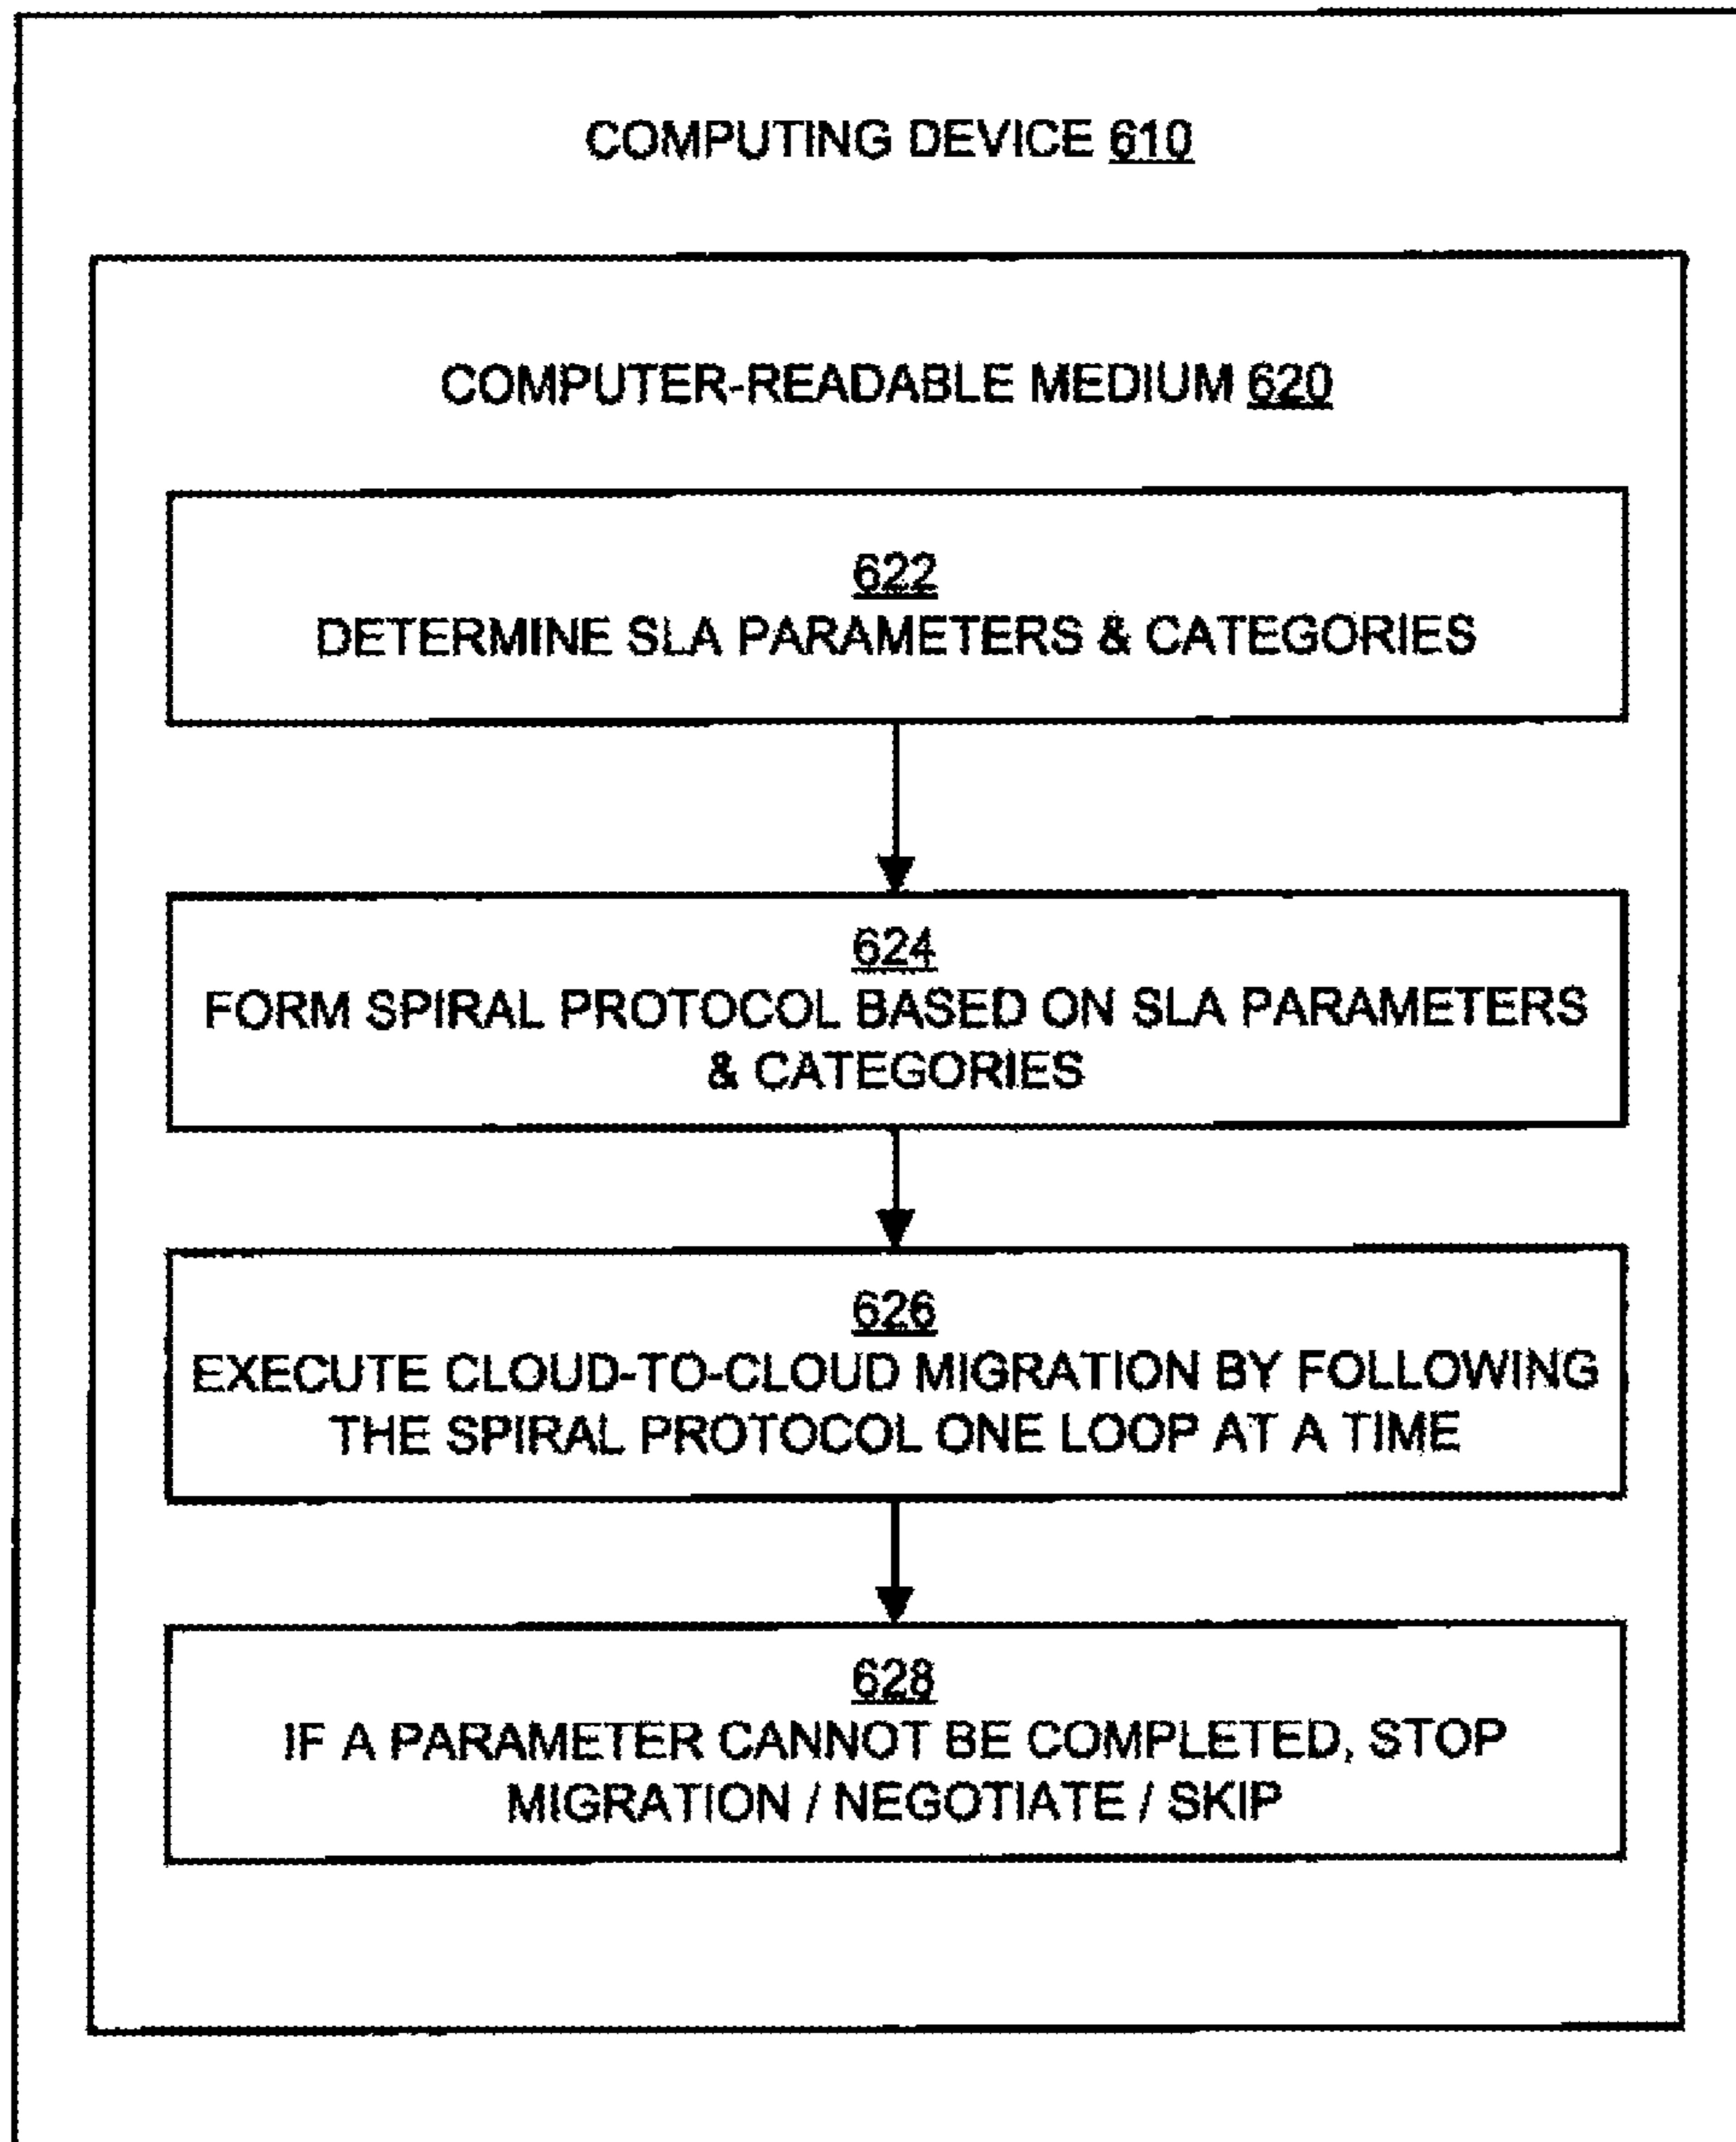 COMPUTING DEVICE 610
COMPUTER-READABLE MEDIUM 620
622
DETERMINE SLA PARAMETERS & CATEGORIES
624
FORM SPIRAL PROTOCOL BASED ON SLA PARAMETERS
& CATEGORIES
626
EXECUTE CLOUD-TO-CLOUD MIGRATION BY FOLLOWING
THE SPIRAL PROTOCOL ONE LOOP AT A TIME
628
IF A PARAMETER CANNOT BE COMPLETED, STOP
MIGRATION / NEGOTIATE / SKIP